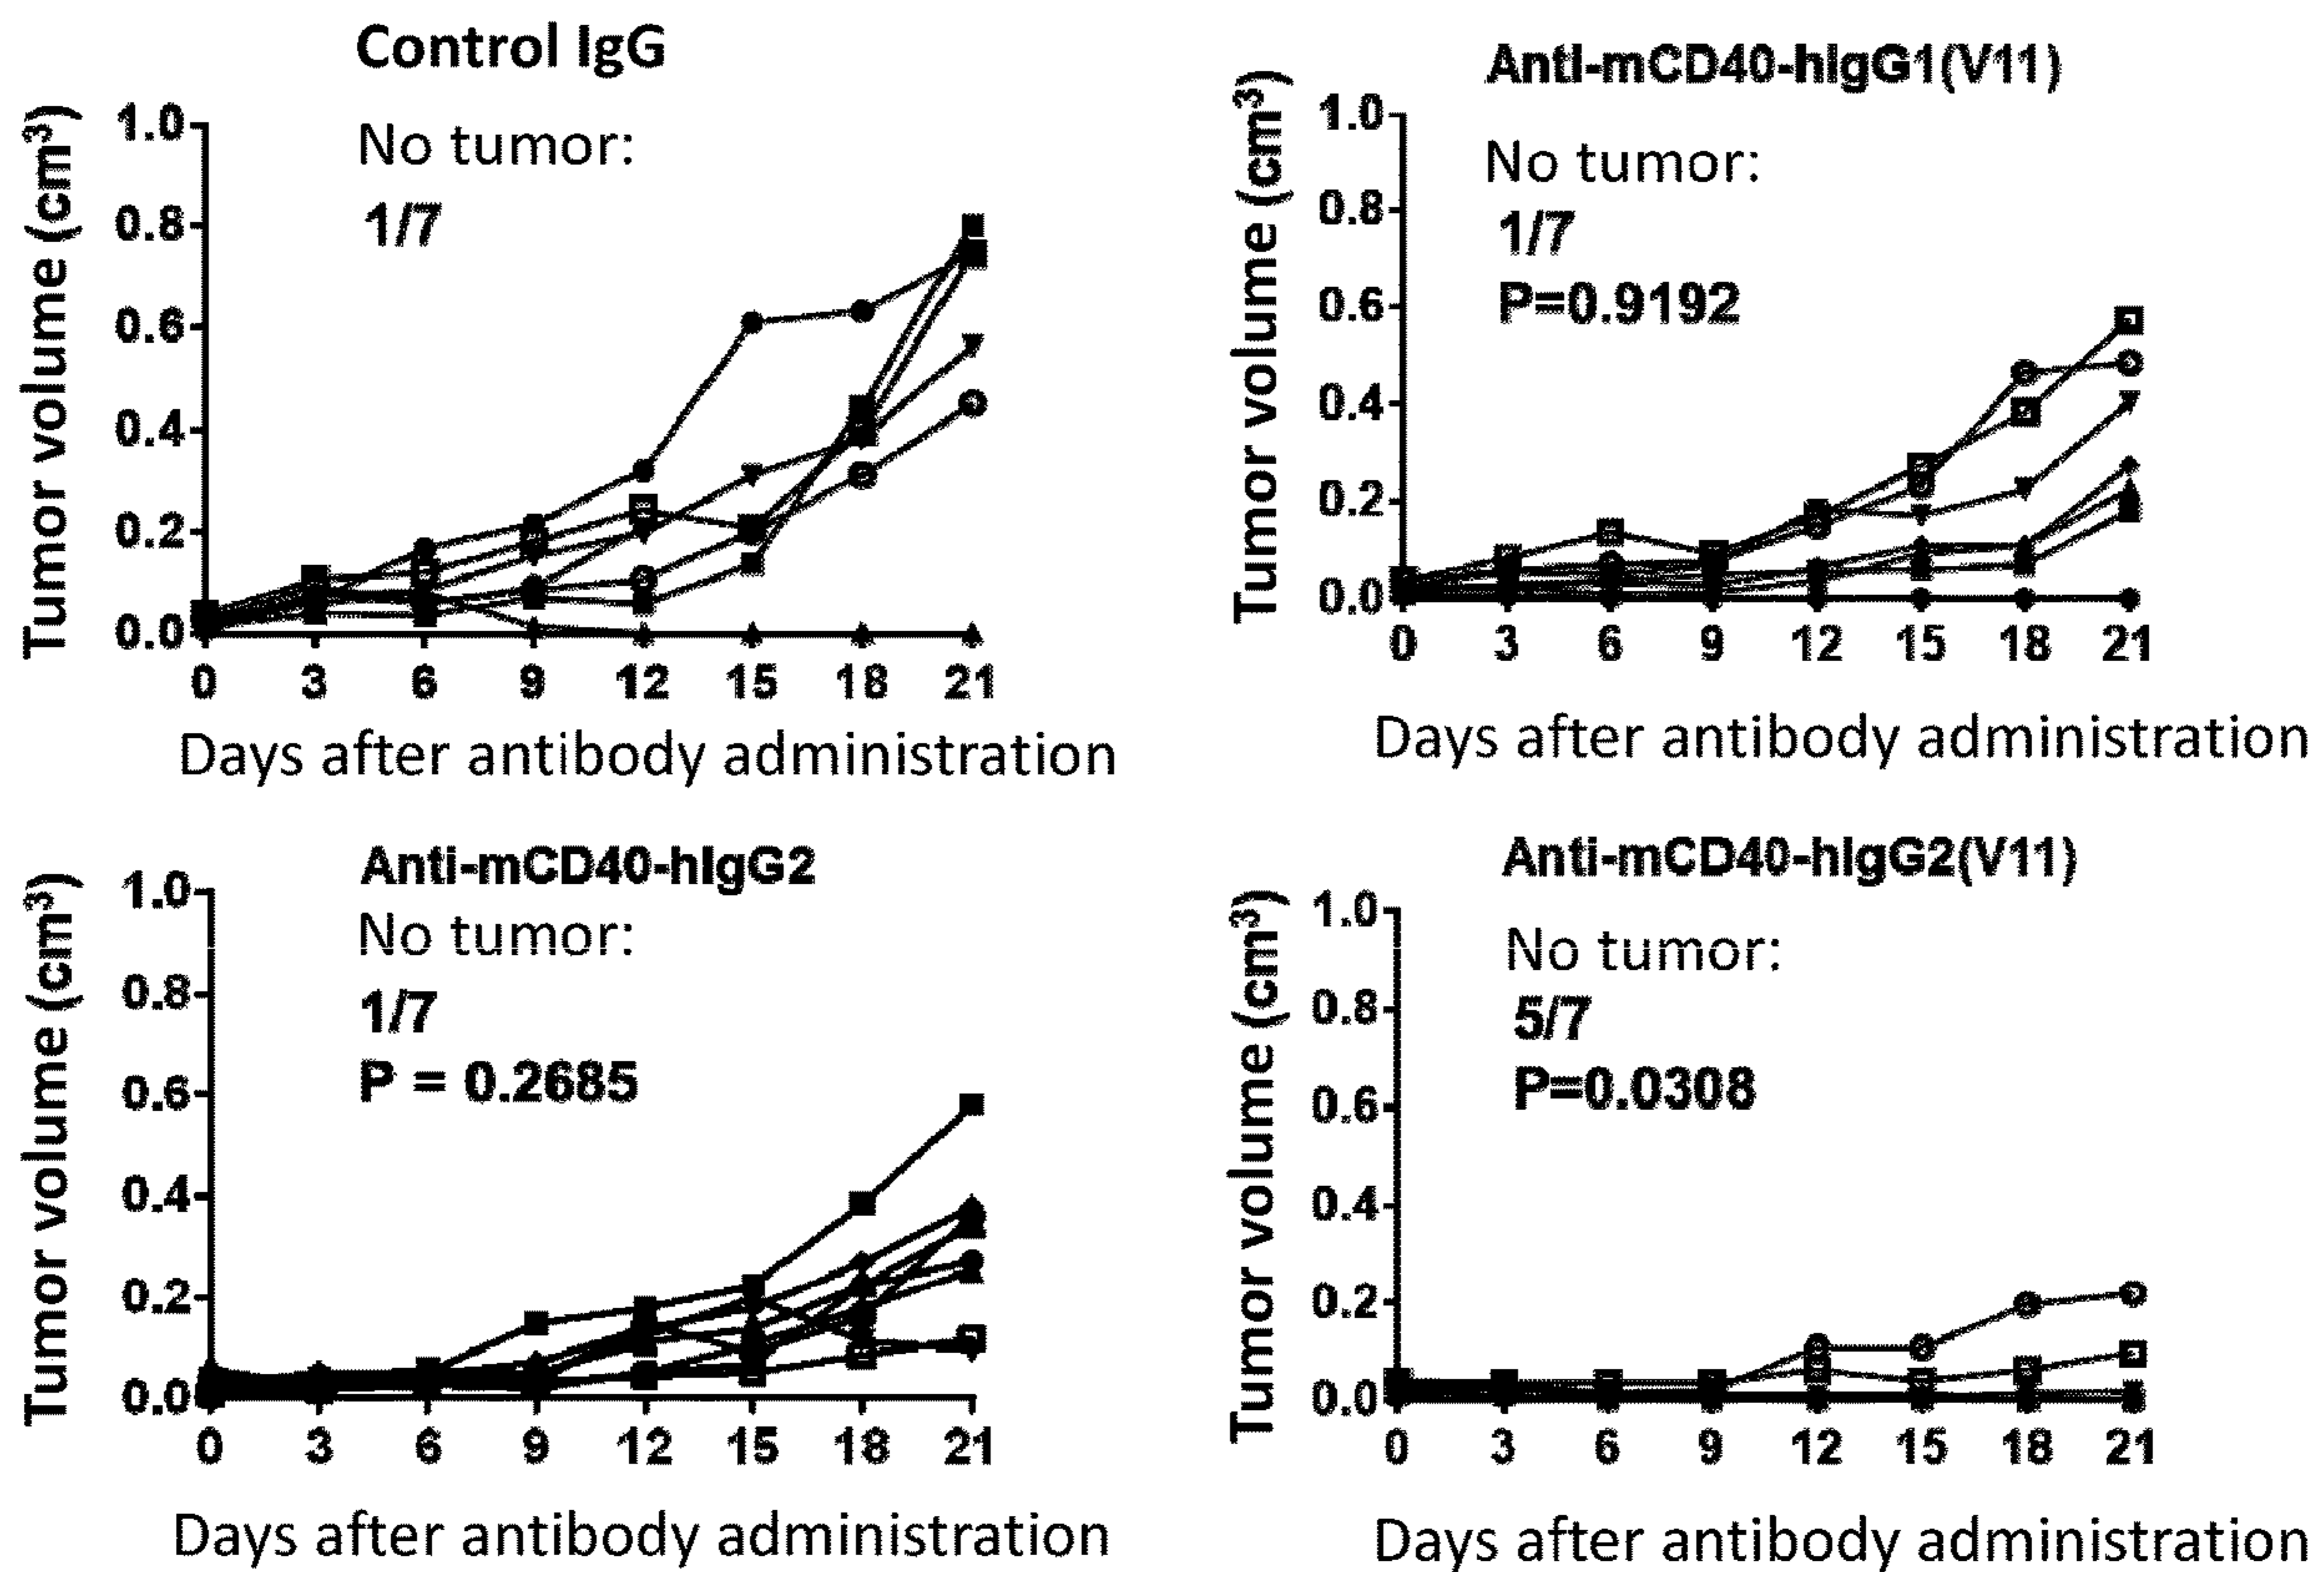 Control IgG
No tumor:
1/7
Tumor volume (cm³)
1.0
0.8
0.6
0.4
0.2
0.0
0 3 6 9 12 15 18 21
Days after antibody administration
Anti-mCD40-hIgG1(V11)
No tumor:
1/7
P=0.9192
Tumor volume (cm³)
1.0
0.8
0.6
0.4
0.2
0.0
0 3 6 9 12 15 18 21
Days after antibody administration
Anti-mCD40-hIgG2
No tumor:
1/7
P = 0.2685
Tumor volume (cm³)
1.0
0.8
0.6
0.4
0.2
0.0
0 3 6 9 12 15 18 21
Days after antibody administration
Anti-mCD40-hIgG2(V11)
No tumor:
5/7
P=0.0308
Tumor volume (cm³)
1.0
0.8
0.6
0.4
0.2
0.0
0 3 6 9 12 15 18 21
Days after antibody administration